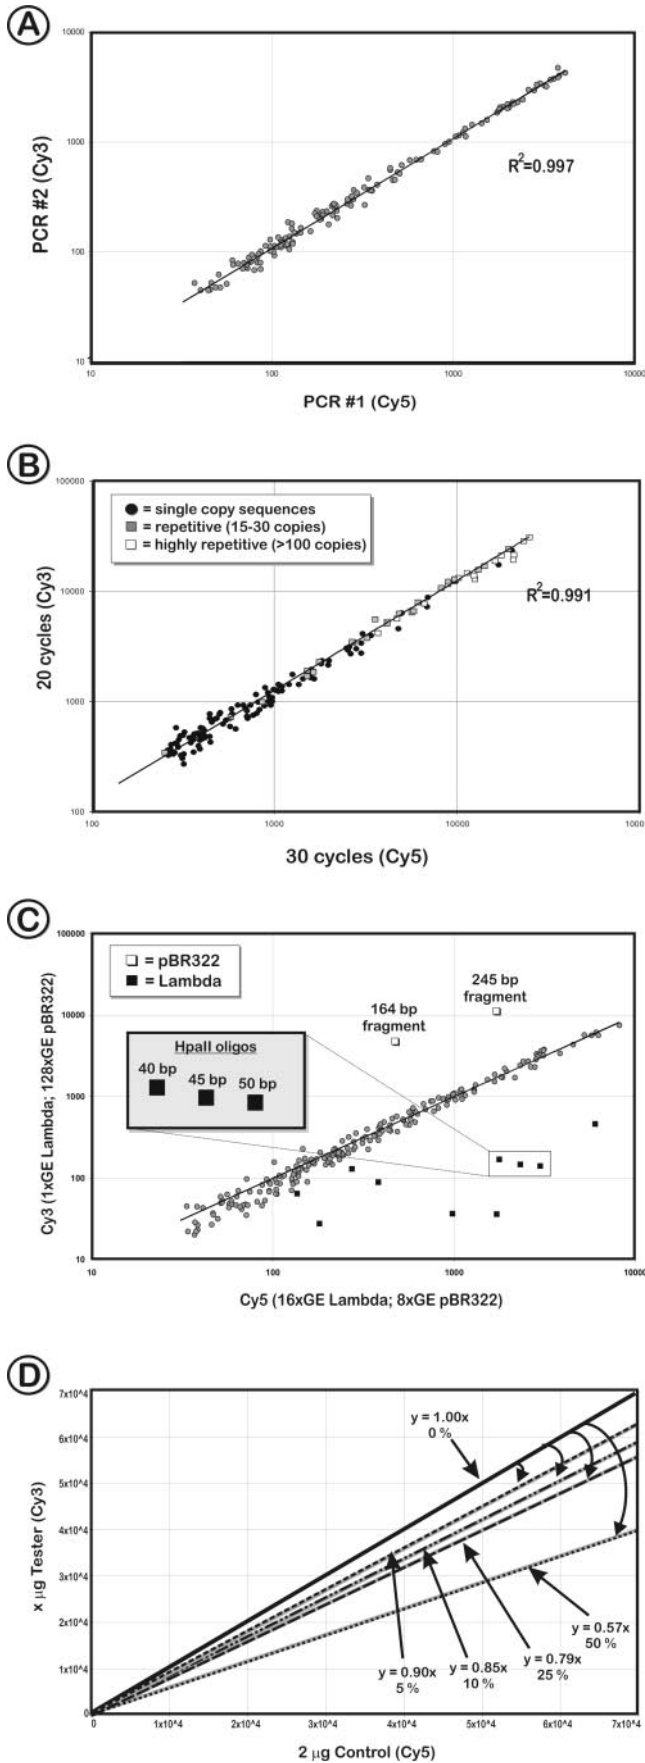 A
10000
1000
100
10
PCR #2 (Cy3)
R²=0.997
10
100
1000
10000
PCR #1 (Cy5)
B
100000
10000
1000
100
20 cycles (Cy3)
= single copy sequences
= repetitive (15-30 copies)
= highly repetitive (>100 copies)
R²=0.991
100
1000
10000
1000
30 cycles (Cy5)
C
100000
10000
1000
100
10
Cy3 (1xGE Lambda; 128xGE pBR322)
= pBR322
= Lambda
164 bp
fragment
245 bp
fragment
HpaII oligos
40 bp
45 bp
50 bp
10
100
1000
10000
Cy5 (16xGE Lambda; 8xGE pBR322)
D
7x10^4
6x10^4
5x10^4
4x10^4
3x10^4
2x10^4
1x10^4
0
x µg Tester (Cy3)
y = 1.00x
0 %
y = 0.57x
50 %
y = 0.79x
25 %
y = 0.85x
10 %
y = 0.90x
5 %
0
1x10^4
2x10^4
3x10^4
4x10^4
5x10^4
6x10^4
7x10^4
2 µg Control (Cy5)